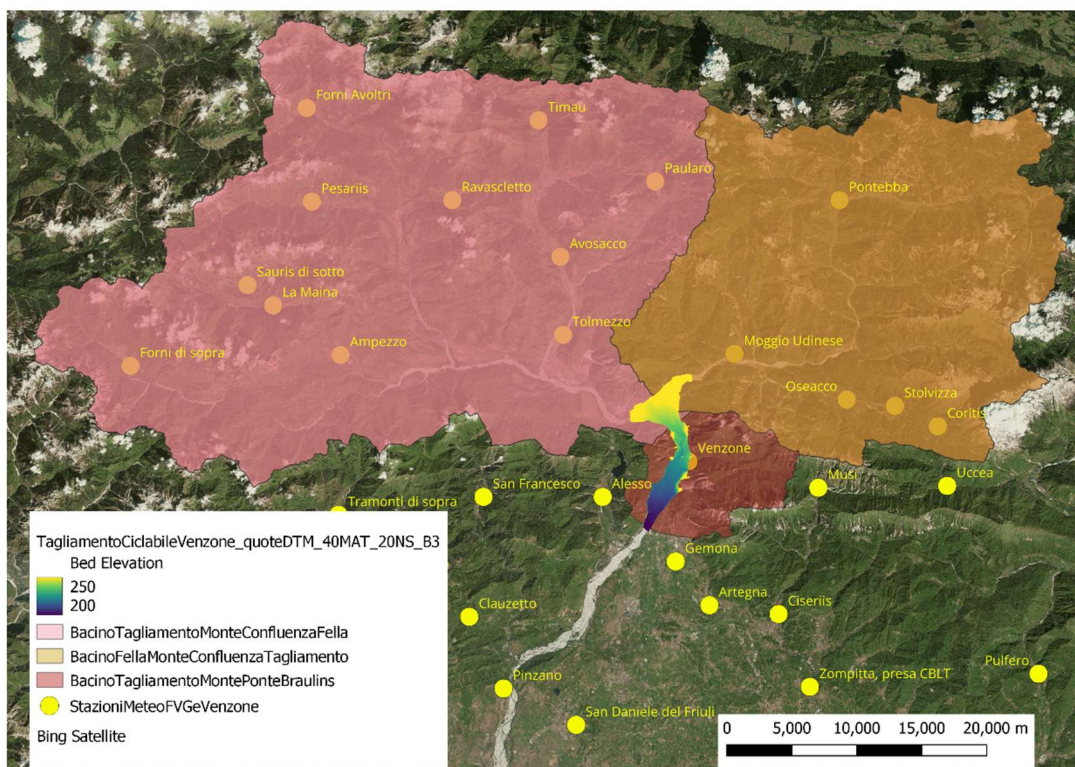 Forni Avoltri
Timau
Paularo
Pesariis
Ravascletto
Pontebba
Avosacco
Sauris di sotto
La Maina
Tolmezzo
Ampezzo
Moggio Udinese
Forni di sopra
Oseacco
Stolvizza
Coritis
Venzone
Musi
Uccea
San Francesco
Alesso
Tramonti di sopra
Gemona
Artegna
Ciseriis
Clauzetto
Pinzano
Zompitta, presa CBLT
Pulfero
San Daniele del Friuli
TagliamentoCiclabileVenzone_quoteDTM_40MAT_20NS_B3
Bed Elevation
250
200
BacinoTagliamentoMonteConfluenzaFella
BacinoFellaMonteConfluenzaTagliamento
BacinoTagliamentoMontePonteBraulins
StazioniMeteoFVGeVenzone
Bing Satellite
0 5,000 10,000 15,000 20,000 m